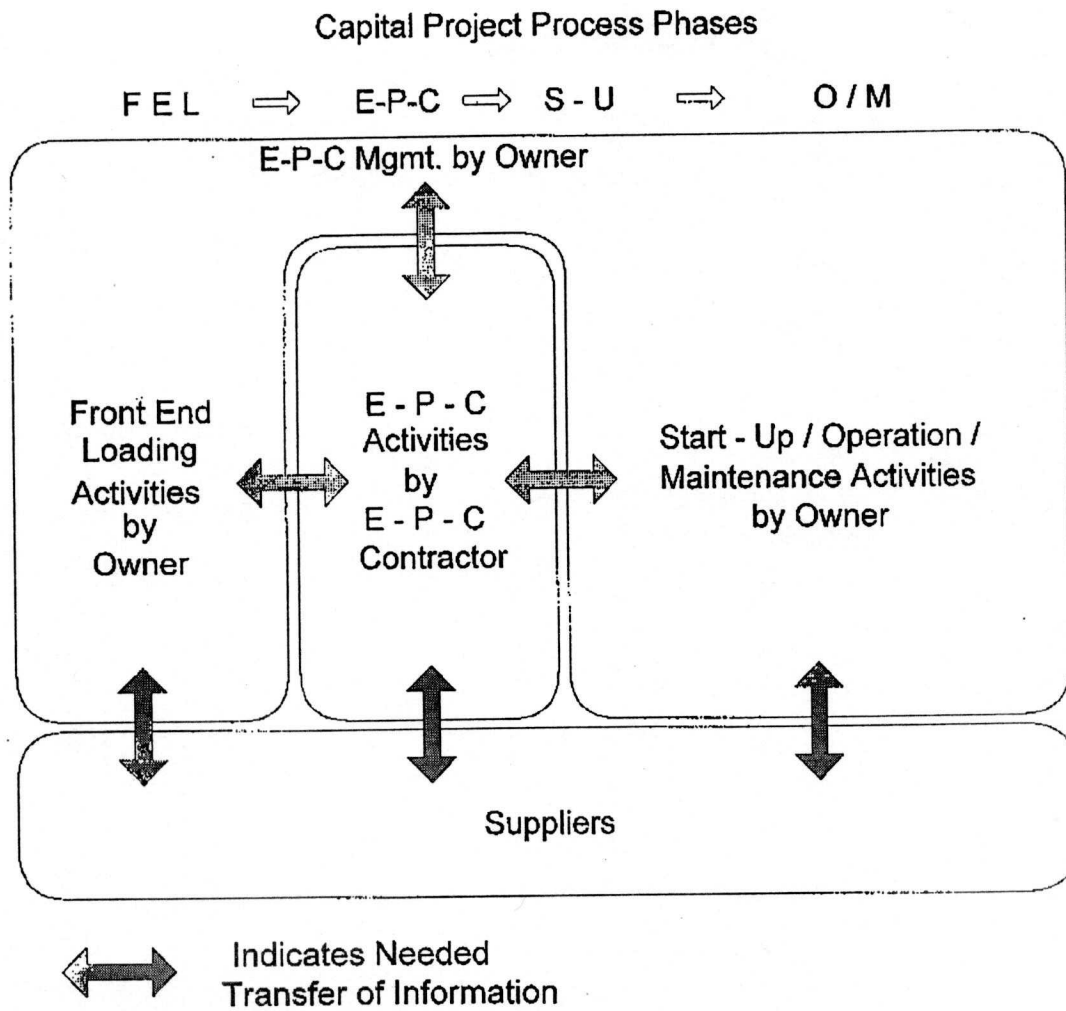 Capital Project Process Phases
F E L ⇨ E-P-C ⇨ S - U ⇨ O / M
E-P-C Mgmt. by Owner
Front End
Loading
Activities
by
Owner
E - P - C
Activities
by
E - P - C
Contractor
Start - Up / Operation /
Maintenance Activities
by Owner
Suppliers
Indicates Needed
Transfer of Information